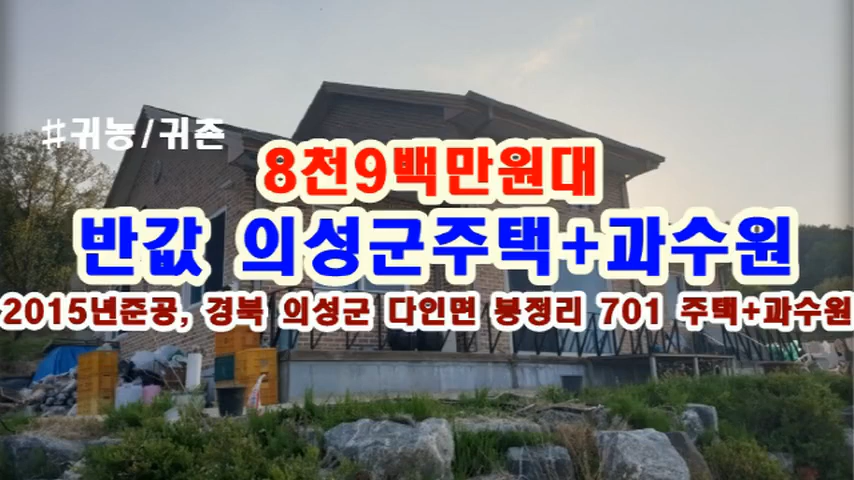 #귀농/귀촌
8천9백만원대
반값 의성군주택+과수원
2015년준공, 경북 의성군 다인면 봉정리 701 주택+과수원